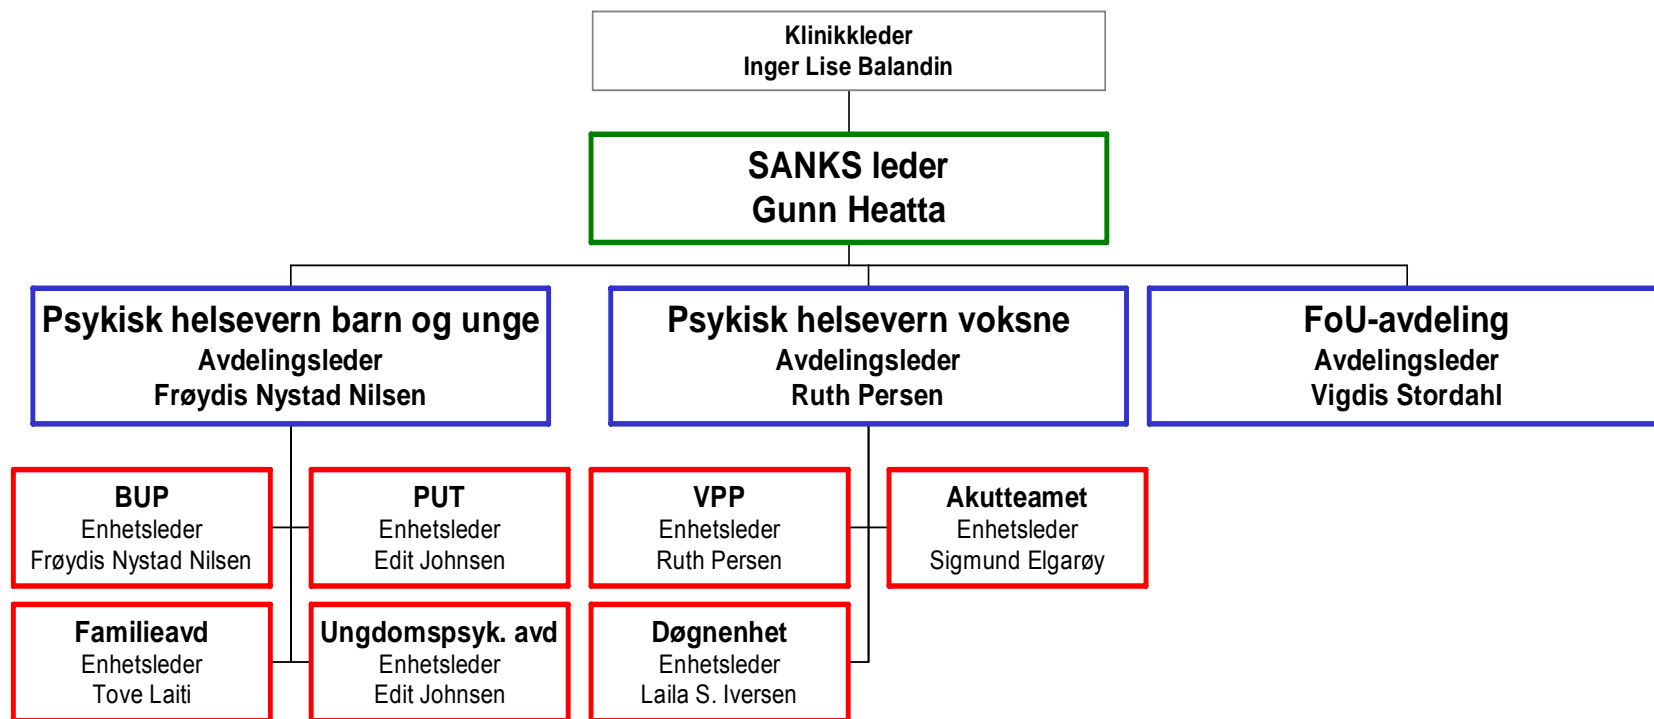 Klinikkleder
Inger Lise Balandin
SANKS leder
Gunn Heatta
Psykisk helsevern barn og unge
Avdelingsleder
Frøydis Nystad Nilsen
Psykisk helsevern voksne
Avdelingsleder
Ruth Persen
FoU-avdeling
Avdelingsleder
Vigdis Stordahl
BUP
Enhetsleder
Frøydis Nystad Nilsen
PUT
Enhetsleder
Edit Johnsen
VPP
Enhetsleder
Ruth Persen
Akutteamet
Enhetsleder
Sigmund Elgarøy
Familieavd
Enhetsleder
Tove Laiti
Ungdomspsyk. avd
Enhetsleder
Edit Johnsen
Døgnenhet
Enhetsleder
Laila S. Iversen